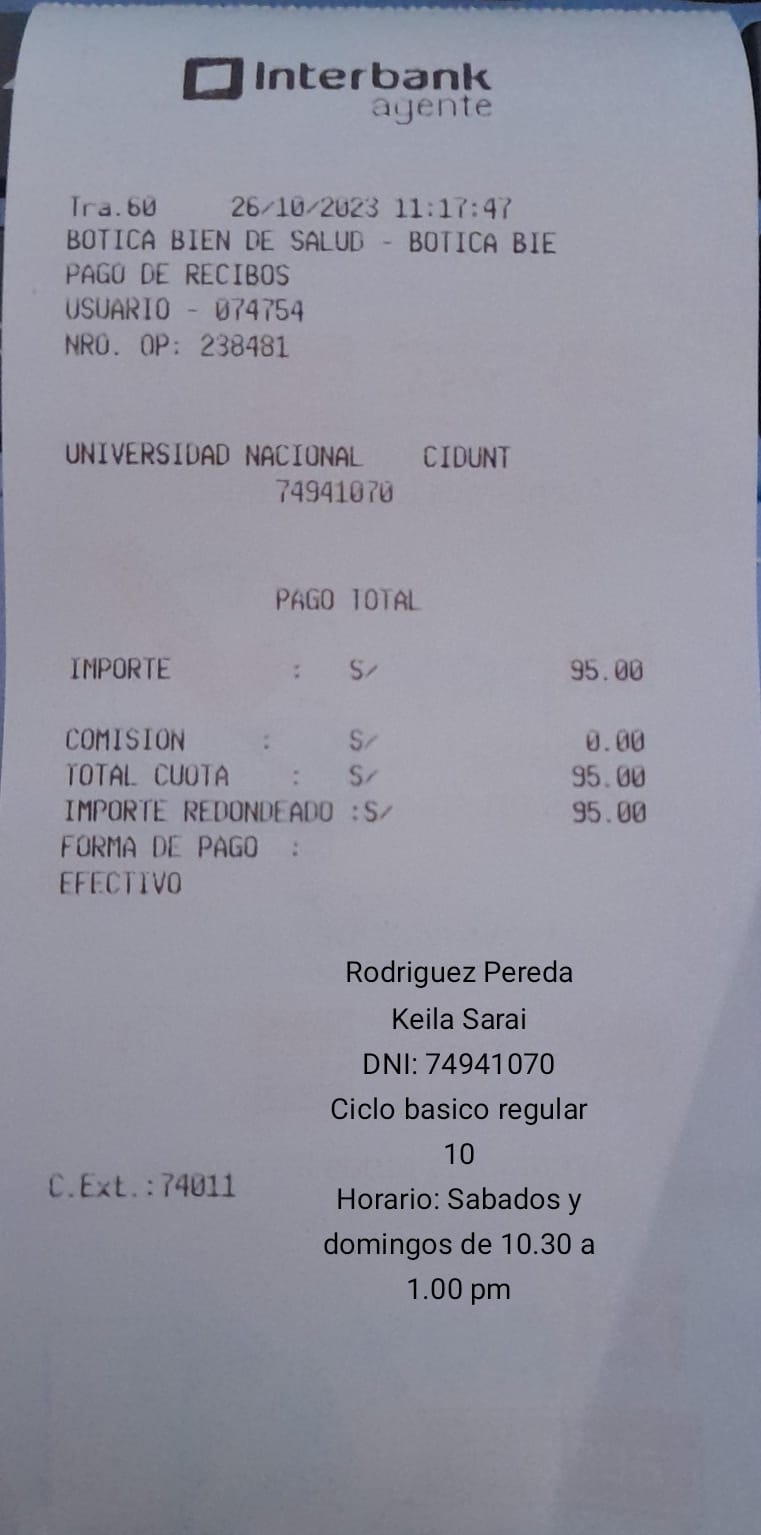 Interbank
agente
Tra.60 26/10/2023 11:17:47
BOTICA BIEN DE SALUD - BOTICA BIE
PAGO DE RECIBOS
USUARIO - 074754
NRO. OP: 238481
UNIVERSIDAD NACIONAL CIDUNT
74941070
PAGO TOTAL
IMPORTE : S/ 95.00
COMISION : S/ 0.00
TOTAL CUOTA : S/ 95.00
IMPORTE REDONDEADO :S/ 95.00
FORMA DE PAGO :
EFECTIVO
Rodriguez Pereda
Keila Sarai
DNI: 74941070
Ciclo basico regular
10
C.Ext.:74011
Horario: Sabados y
domingos de 10.30 a
1.00 pm